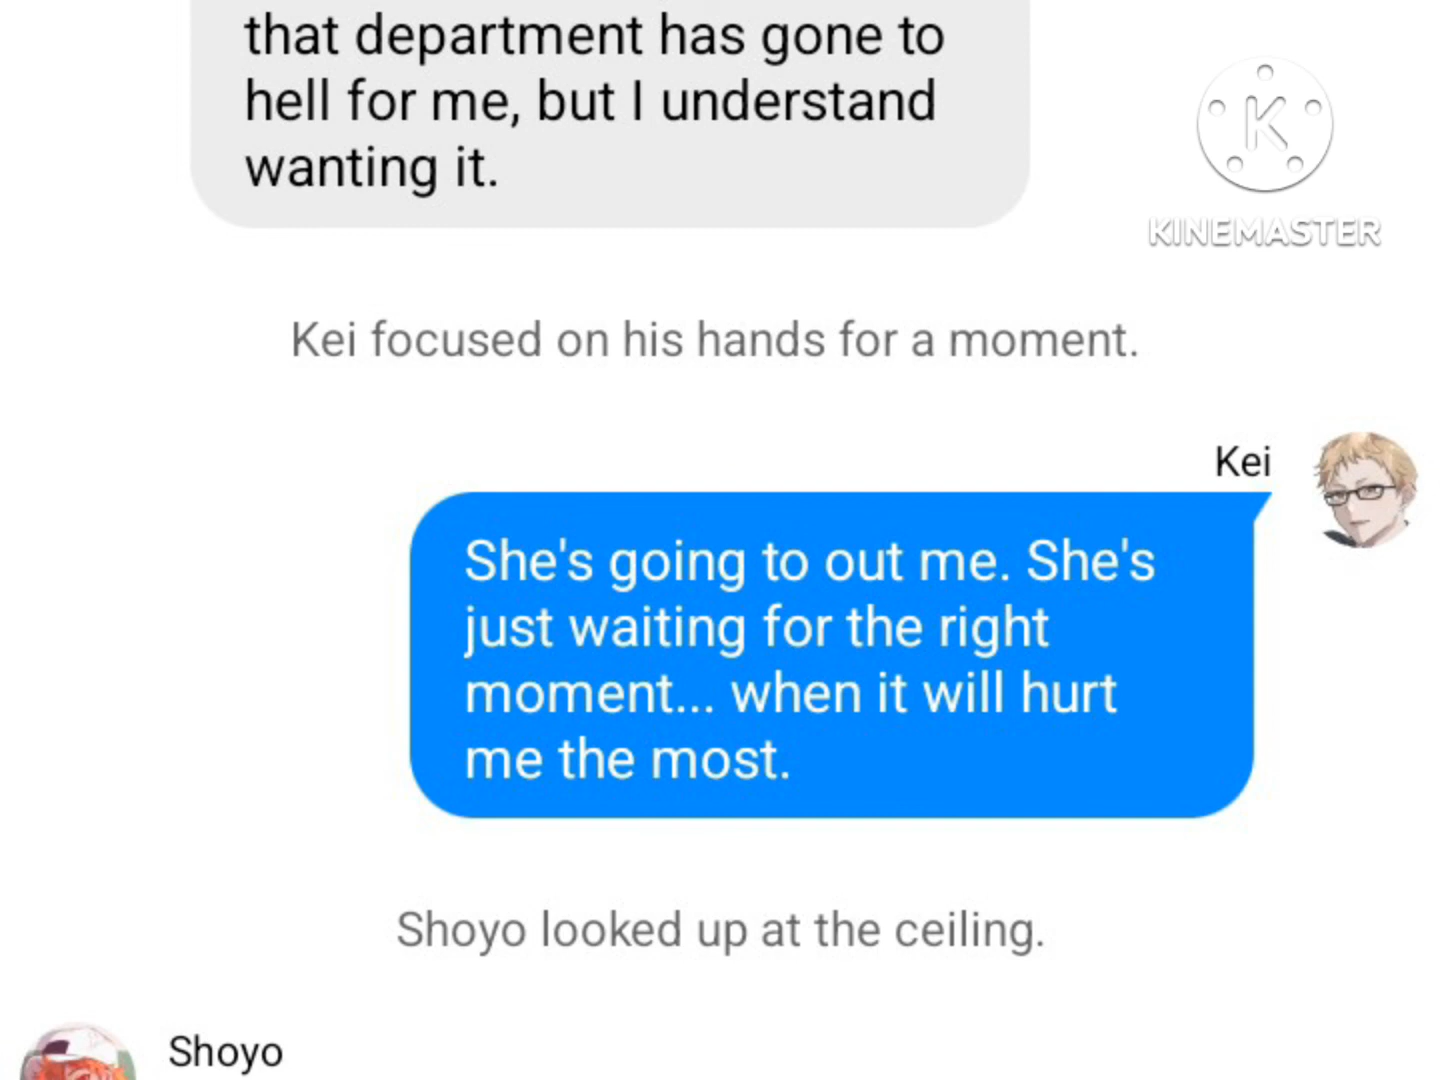 that department has gone to
hell for me, but I understand
wanting it.
K
KINEMASTER
Kei focused on his hands for a moment.
Kei
She's going to out me. She's
just waiting for the right
moment... when it will hurt
me the most.
Shoyo looked up at the ceiling.
Shoyo